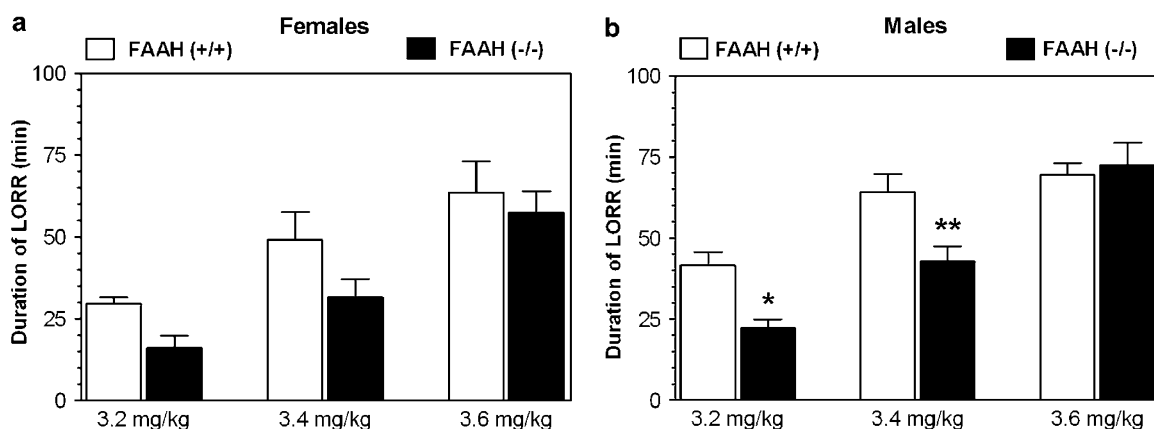 a Females
FAAH (+/+) FAAH (-/-)
100
75
50
25
0
Duration of LORR (min)
3.2 mg/kg 3.4 mg/kg 3.6 mg/kg
b Males
FAAH (+/+) FAAH (-/-)
100
75
50
25
0
Duration of LORR (min)
*
**
3.2 mg/kg 3.4 mg/kg 3.6 mg/kg